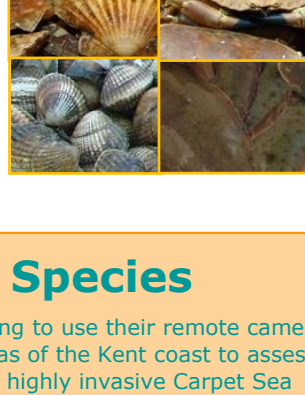 Species
ng to use their remote came
as of the Kent coast to asses
highly invasive Carpet Sea